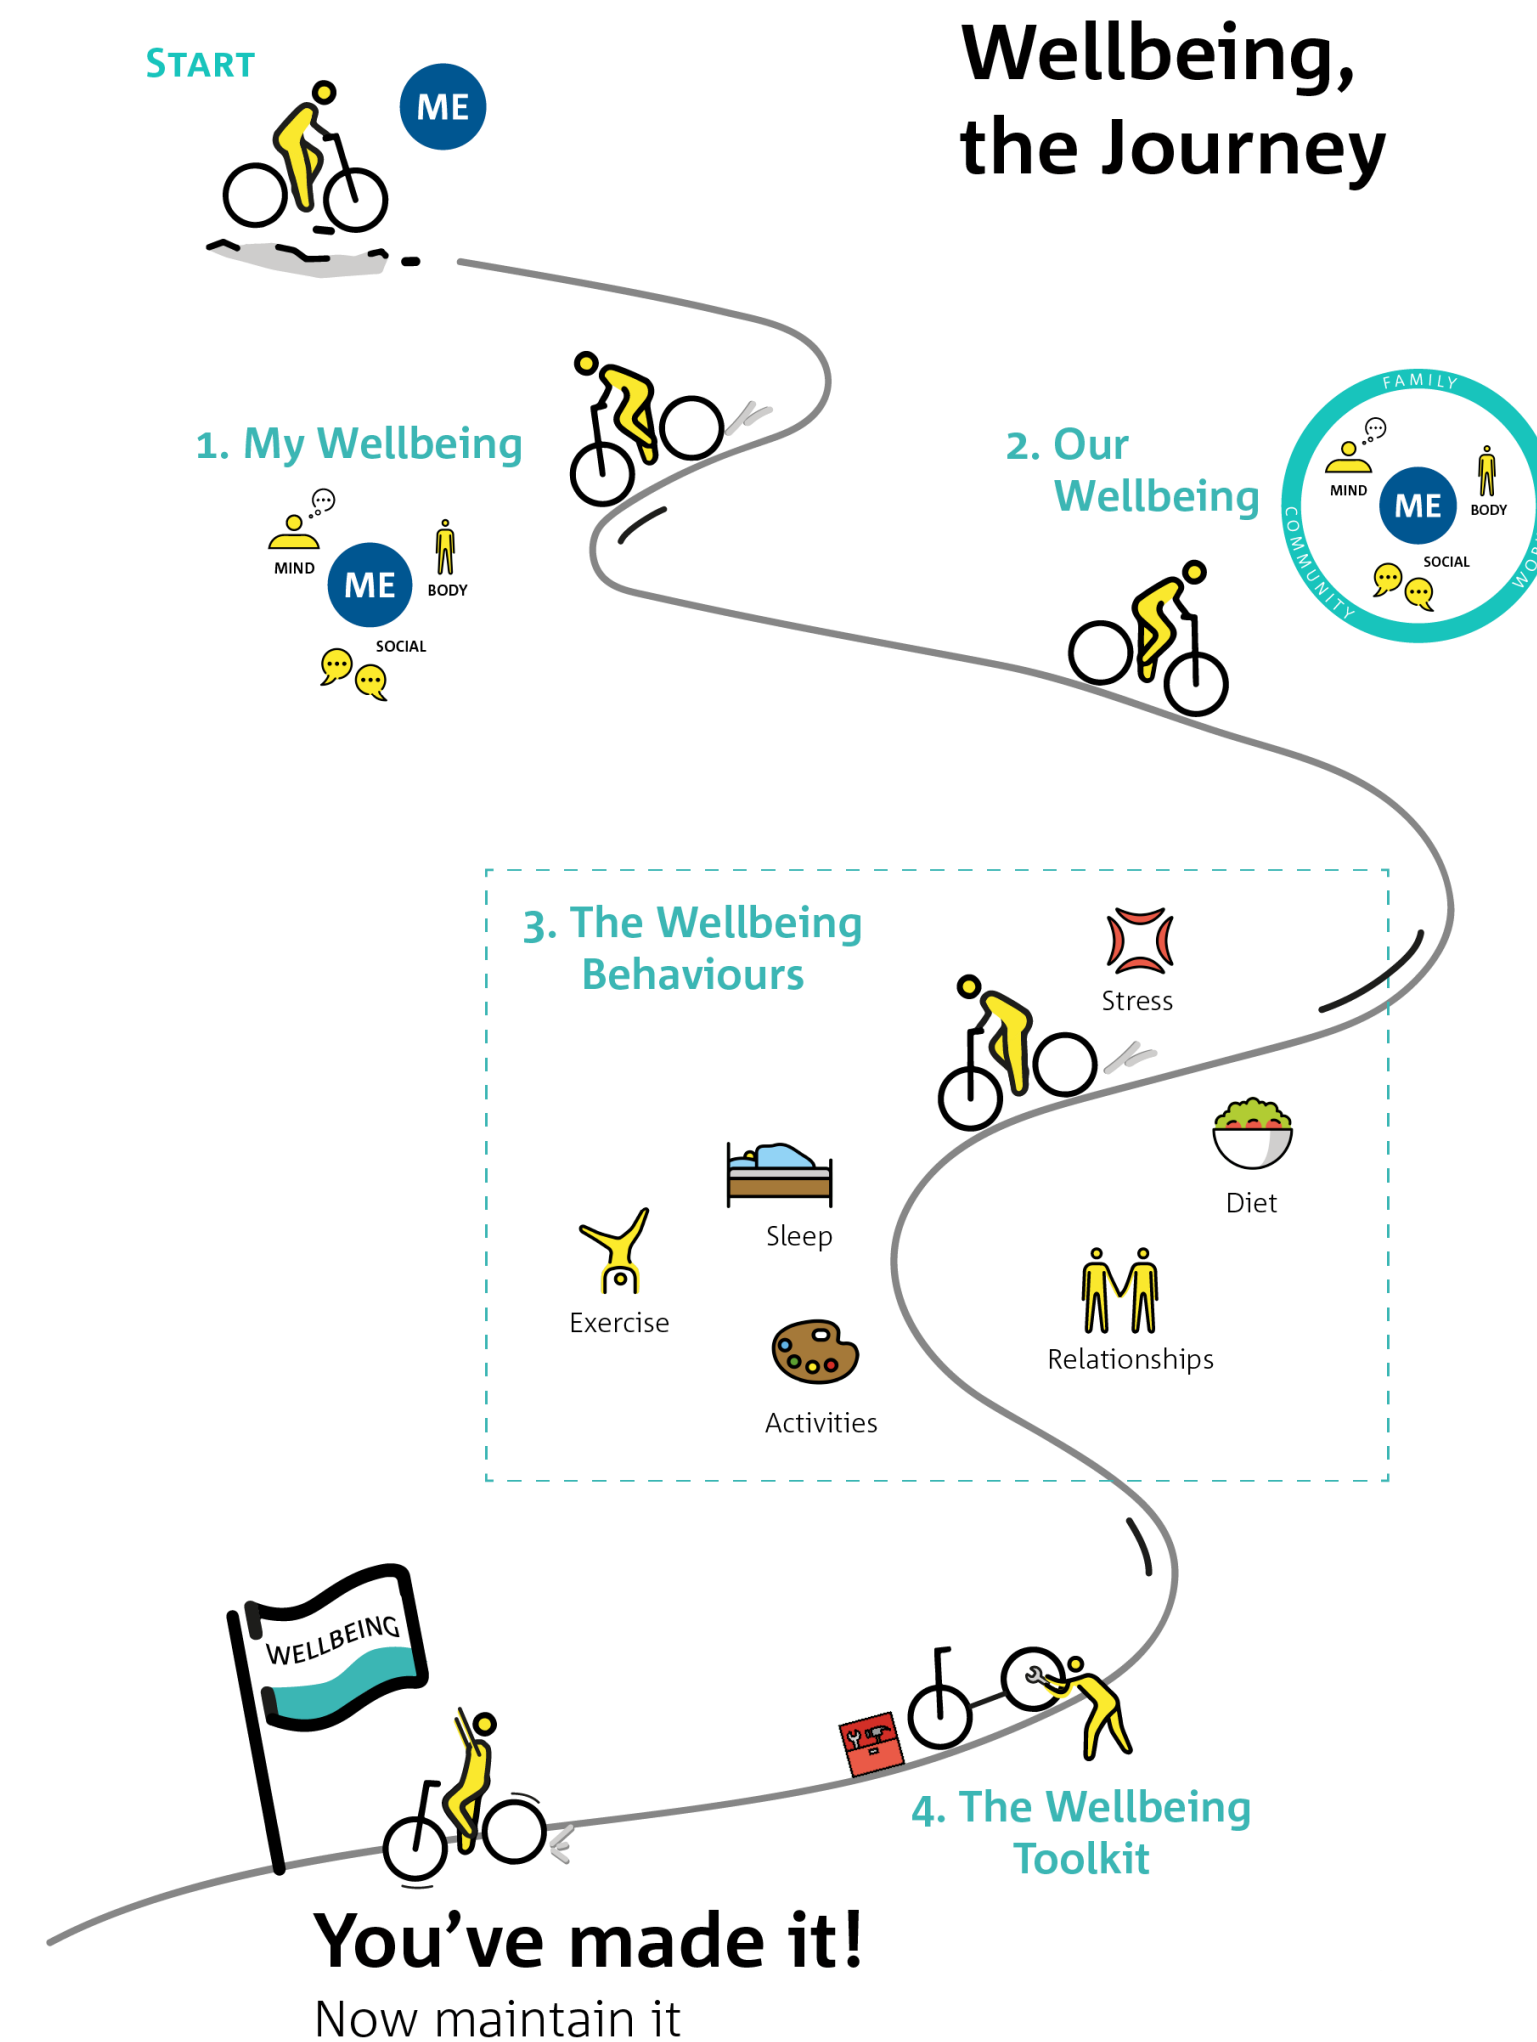 Wellbeing,
the Journey
START
ME
1. My Wellbeing
MIND
ME
BODY
SOCIAL
2. Our
Wellbeing
FAMILY
COMMUNITY
MIND
ME
BODY
SOCIAL
3. The Wellbeing
Behaviours
Stress
Diet
Sleep
Exercise
Relationships
Activities
WELLBEING
4. The Wellbeing
Toolkit
You’ve made it!
Now maintain it